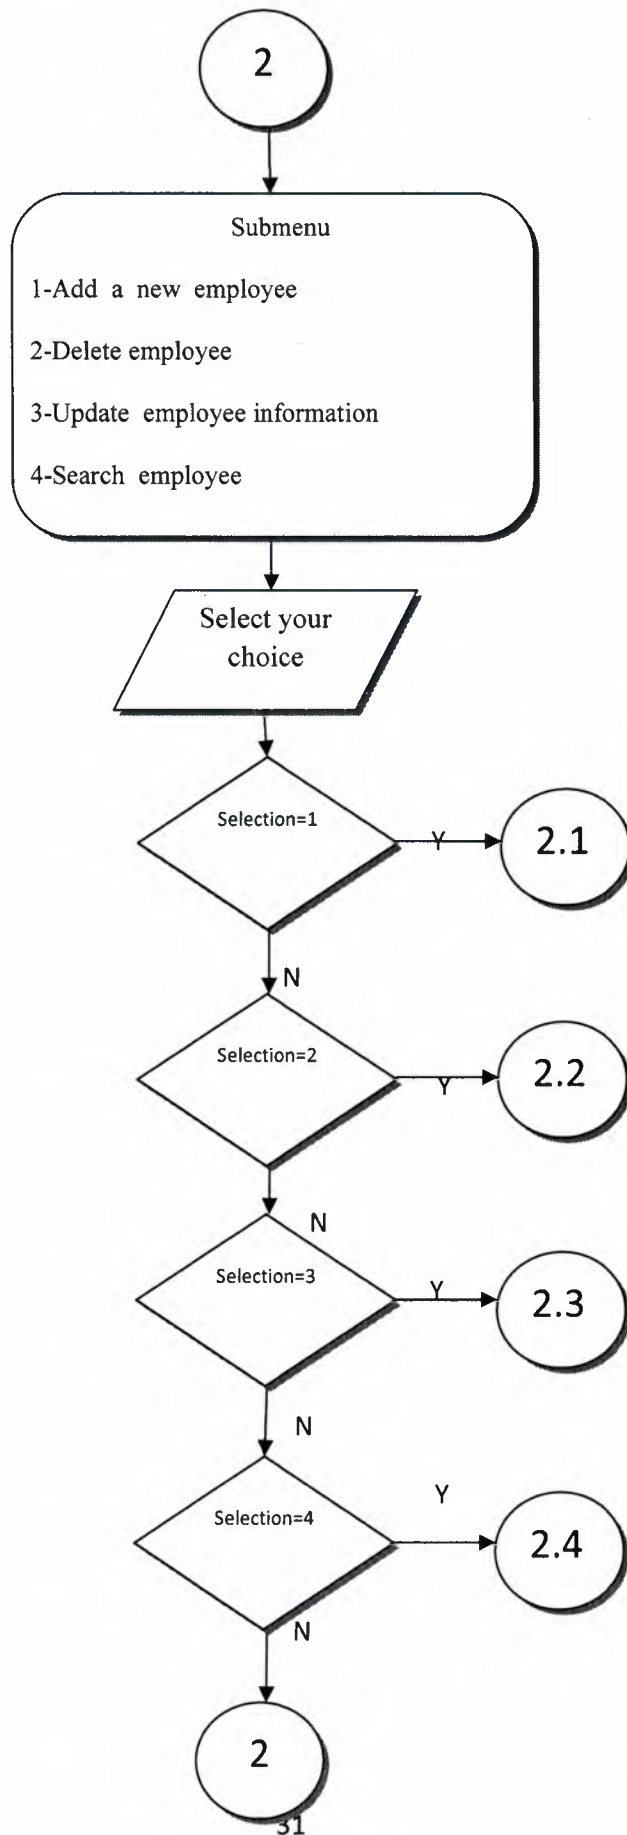 2
Submenu
1-Add a new employee
2-Delete employee
3-Update employee information
4-Search employee
Select your
choice
Selection=1
Y
2.1
N
Selection=2
Y
2.2
N
Selection=3
Y
2.3
N
Selection=4
Y
2.4
N
2
31